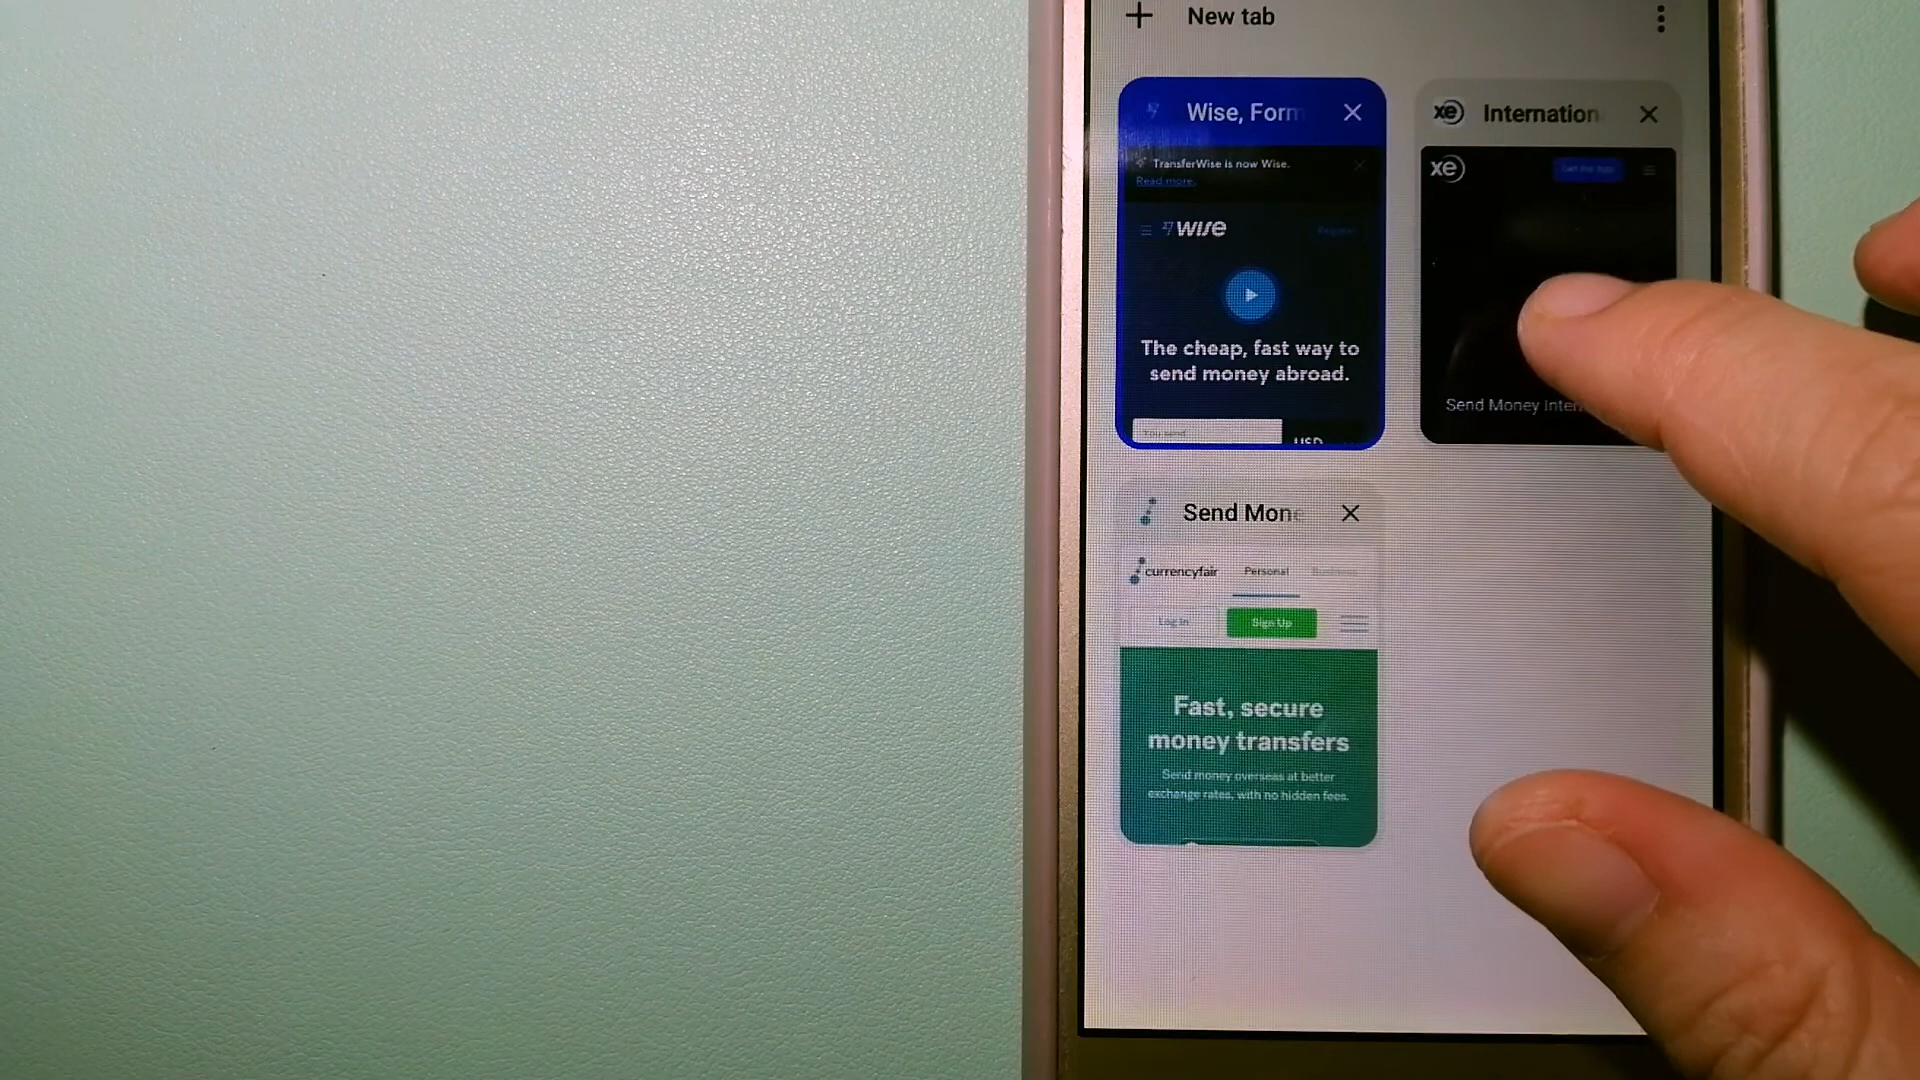 New tab
Wise, Form
TransferWise is now Wise.
Read more.
wise
Register
The cheap, fast way to
send money abroad.
You send
USD
xe Internation
xe Get the app
Send Money Inter
Send Mone
currencyfair Personal Business
Log In Sign Up
Fast, secure
money transfers
Send money overseas at better
exchange rates, with no hidden fees.